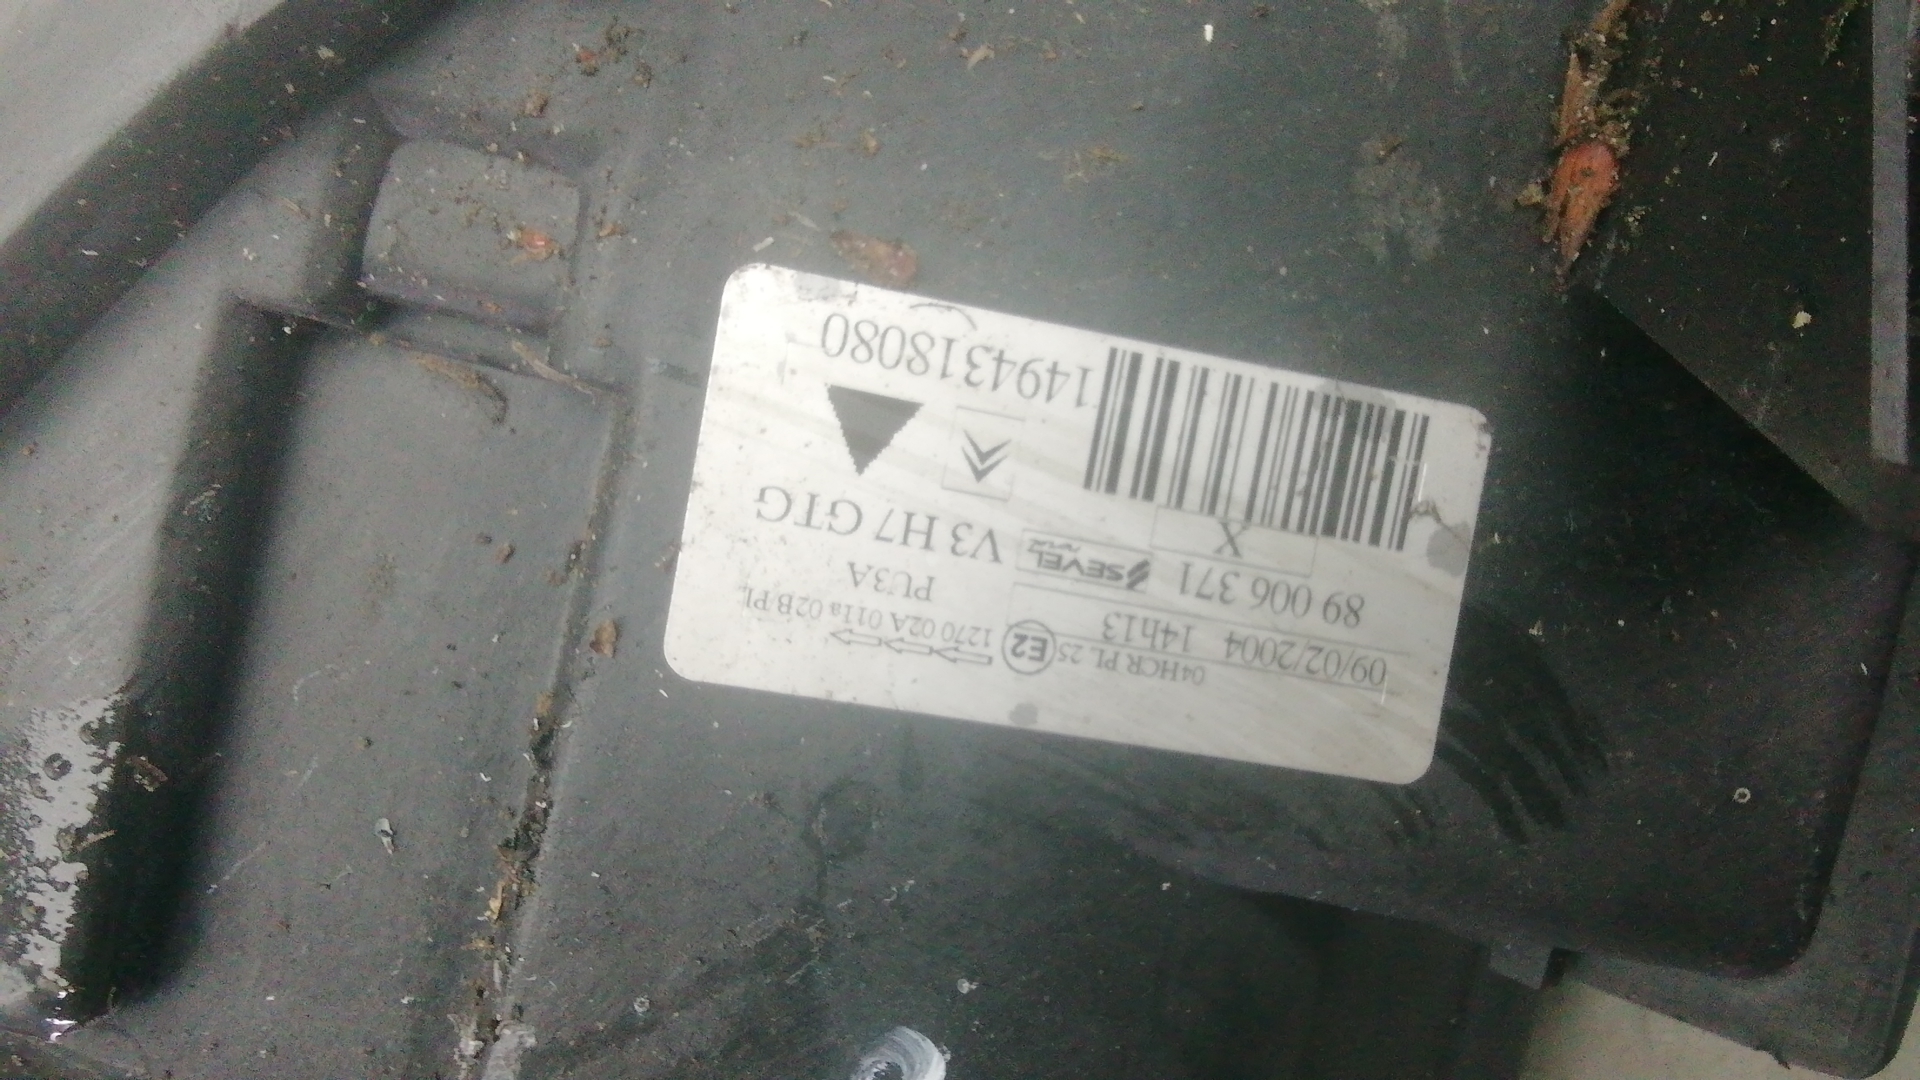 04HCR PL 25 E2 1270 02A 011a 02B PL
09/02/2004 14h13 PU3A
89 006 371 SEVEL V3 H7 GTG
X
1494318080